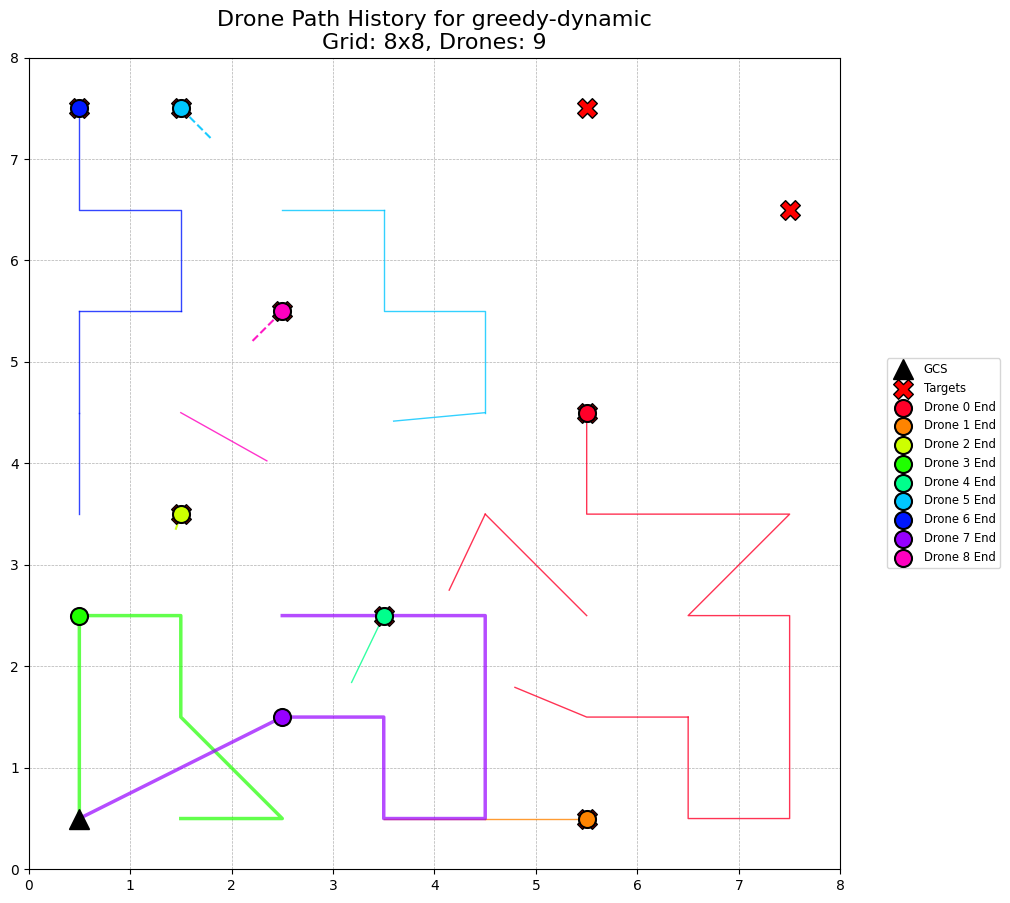 Drone Path History for greedy-dynamic
Grid: 8x8, Drones: 9
8
7
6
5
4
3
2
1
0
0 1 2 3 4 5 6 7 8
GCS
Targets
Drone 0 End
Drone 1 End
Drone 2 End
Drone 3 End
Drone 4 End
Drone 5 End
Drone 6 End
Drone 7 End
Drone 8 End